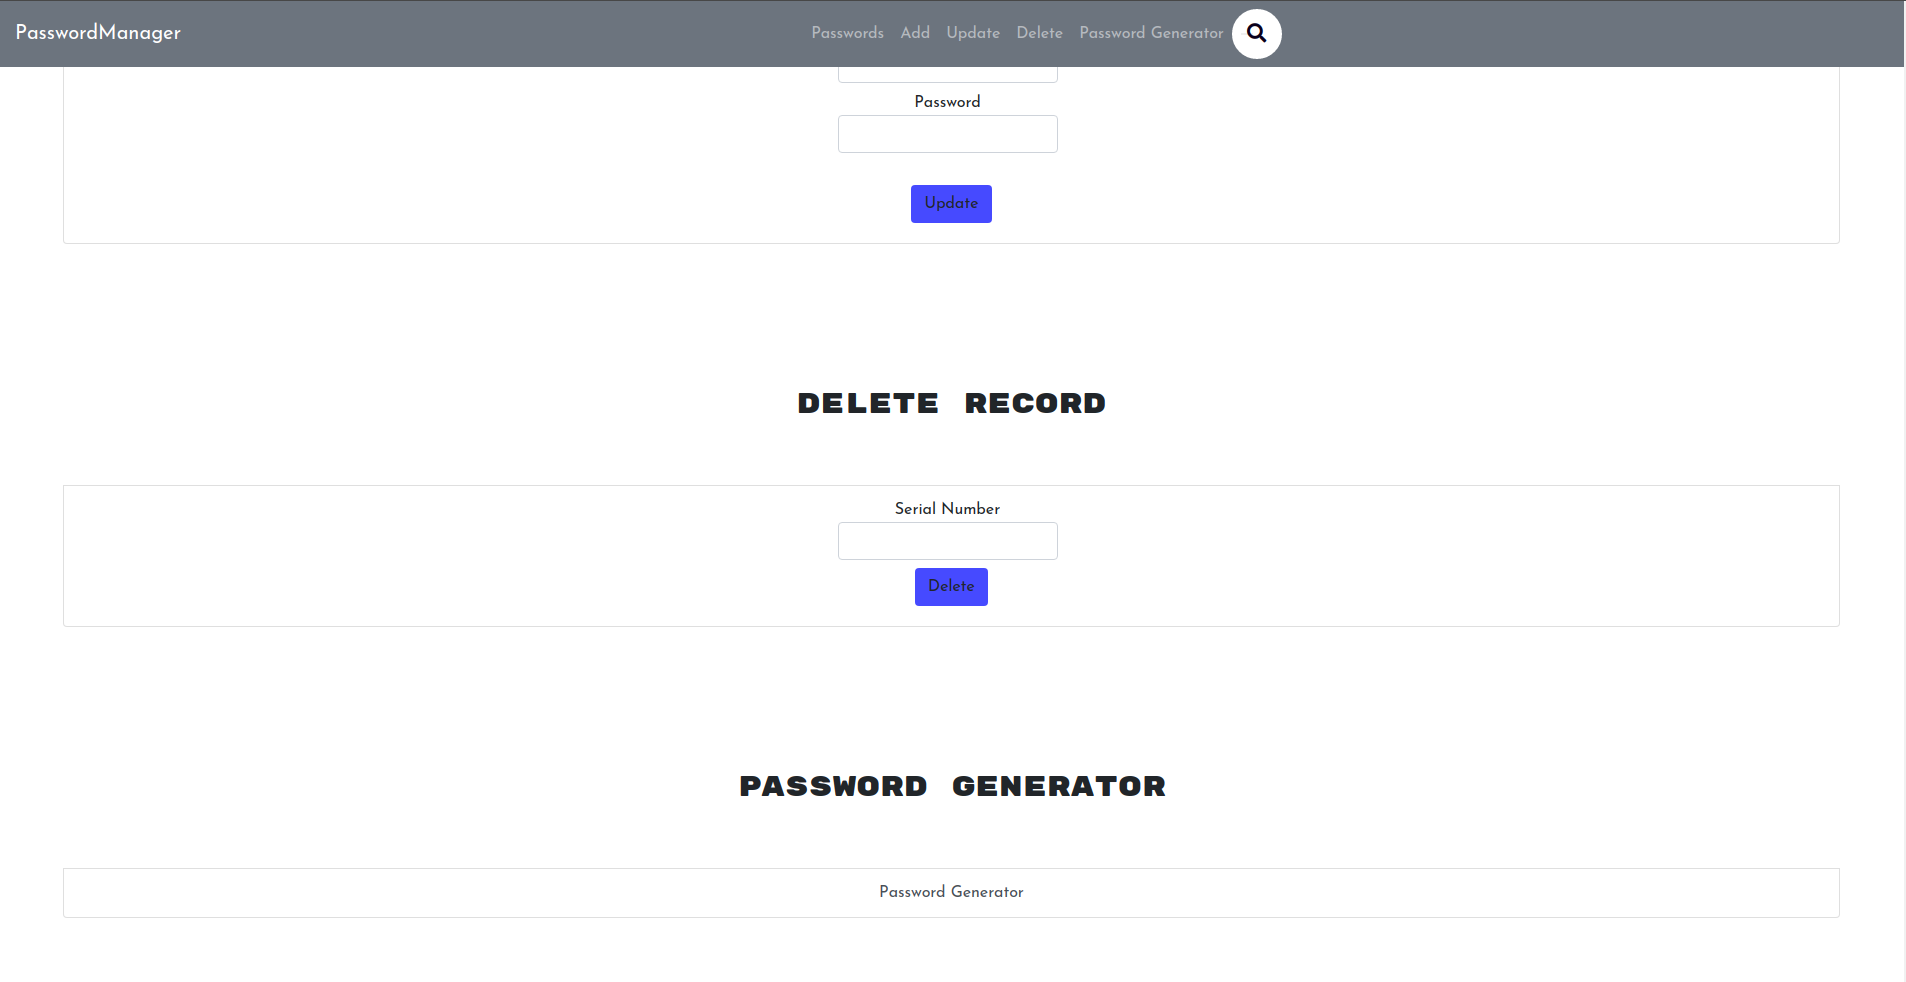 PasswordManager
Passwords Add Update Delete Password Generator
Password
Update
DELETE RECORD
Serial Number
Delete
PASSWORD GENERATOR
Password Generator